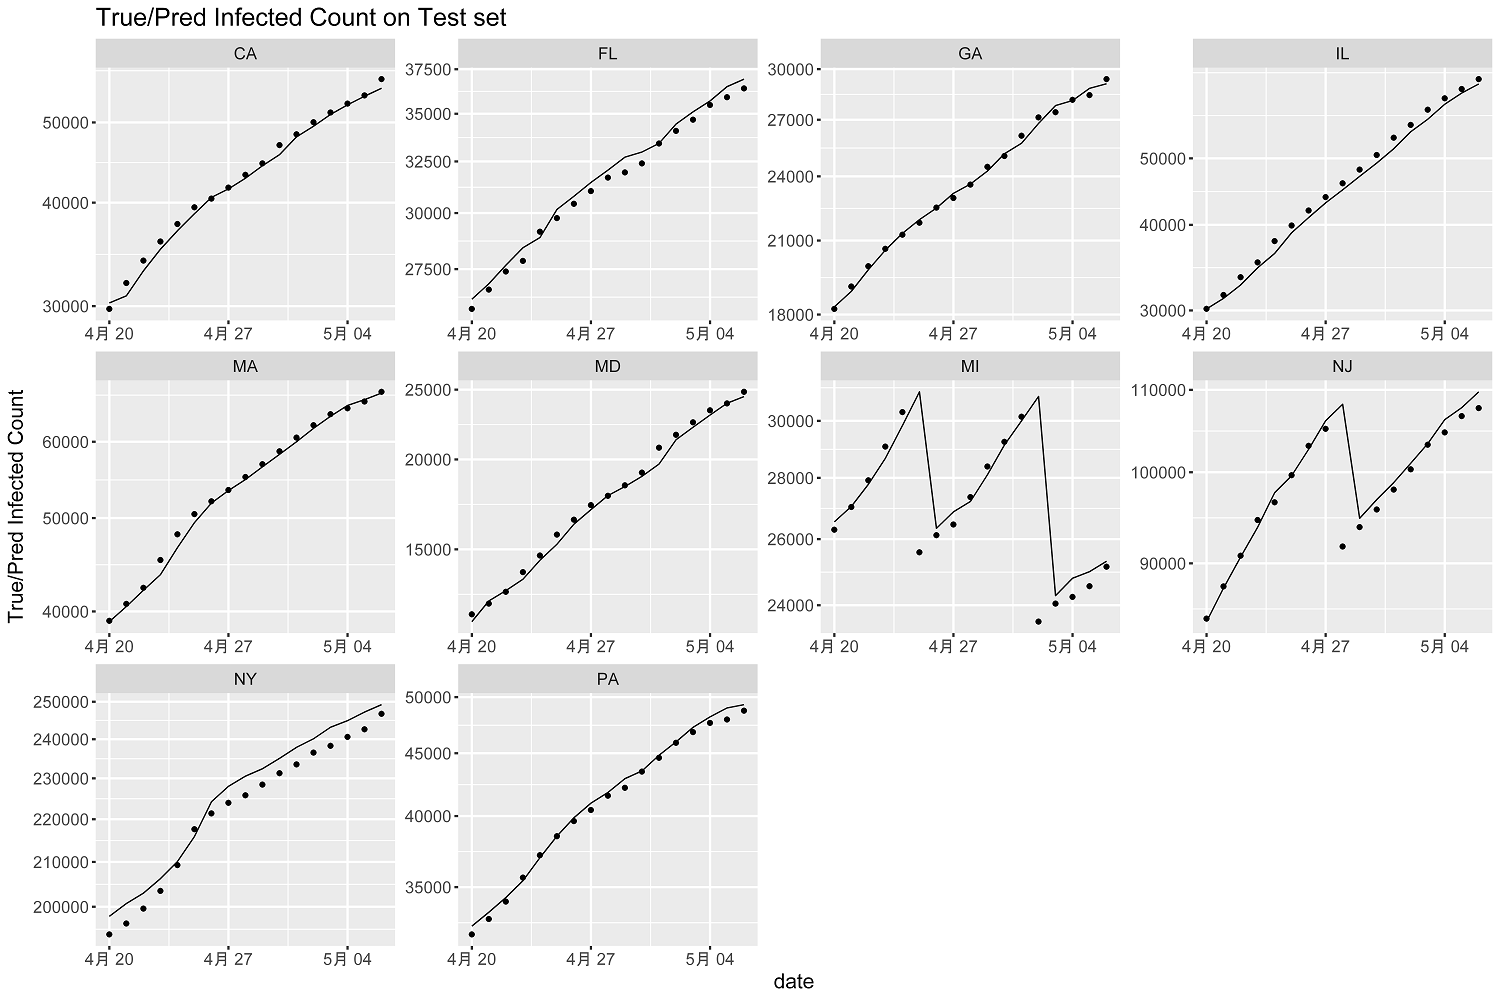 True/Pred Infected Count on Test set
CA
FL
GA
IL
50000
40000
30000
37500
35000
32500
30000
27500
30000
27000
24000
21000
18000
50000
40000
30000
4月 20
4月 27
5月 04
4月 20
4月 27
5月 04
4月 20
4月 27
5月 04
4月 20
4月 27
5月 04
MA
MD
MI
NJ
60000
50000
40000
25000
20000
15000
30000
28000
26000
24000
110000
100000
90000
4月 20
4月 27
5月 04
4月 20
4月 27
5月 04
4月 20
4月 27
5月 04
4月 20
4月 27
5月 04
NY
PA
250000
240000
230000
220000
210000
200000
50000
45000
40000
35000
4月 20
4月 27
5月 04
4月 20
4月 27
5月 04
True/Pred Infected Count
date